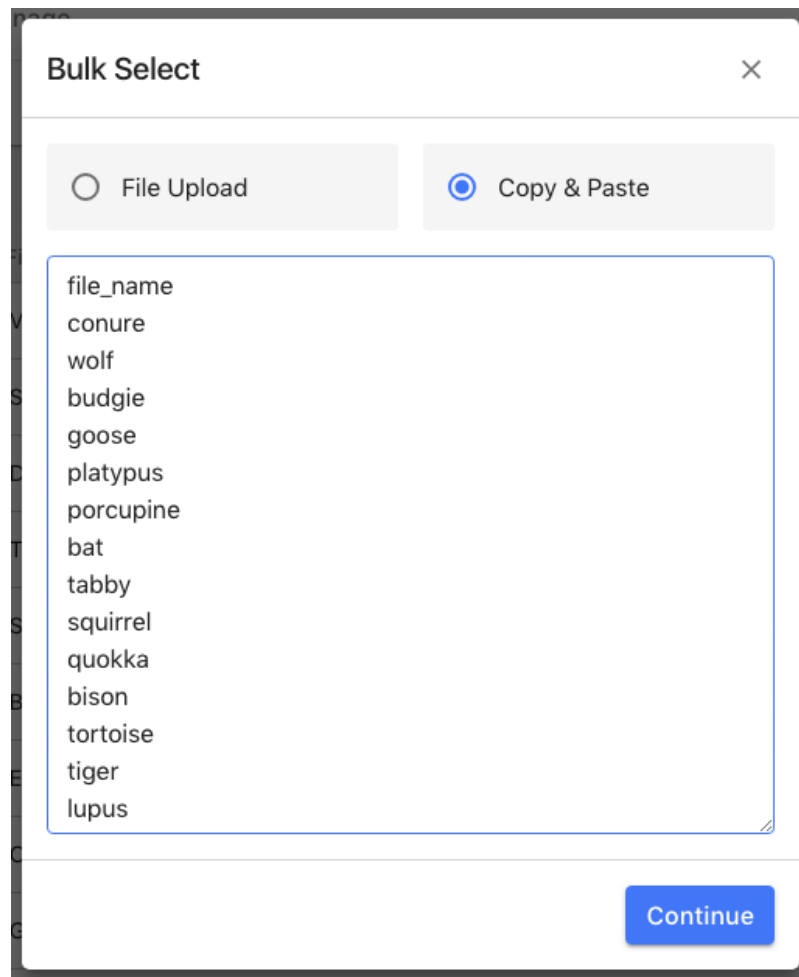 Bulk Select
File Upload
Copy & Paste
file_name
conure
wolf
budgie
goose
platypus
porcupine
bat
tabby
squirrel
quokka
bison
tortoise
tiger
lupus
Continue